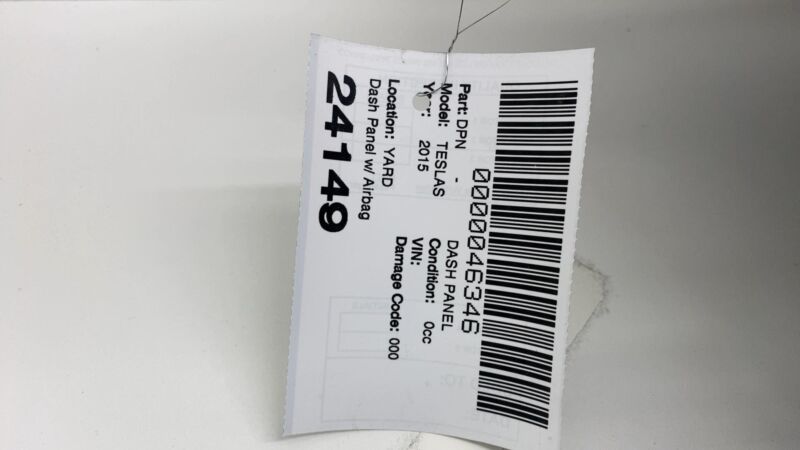 0000046346
Part: DPN - DASH PANEL
Model: TESLAS Condition: 0cc
Year: 2015 VIN:
Damage Code: 000
Location: YARD
Dash Panel w/ Airbag
24149